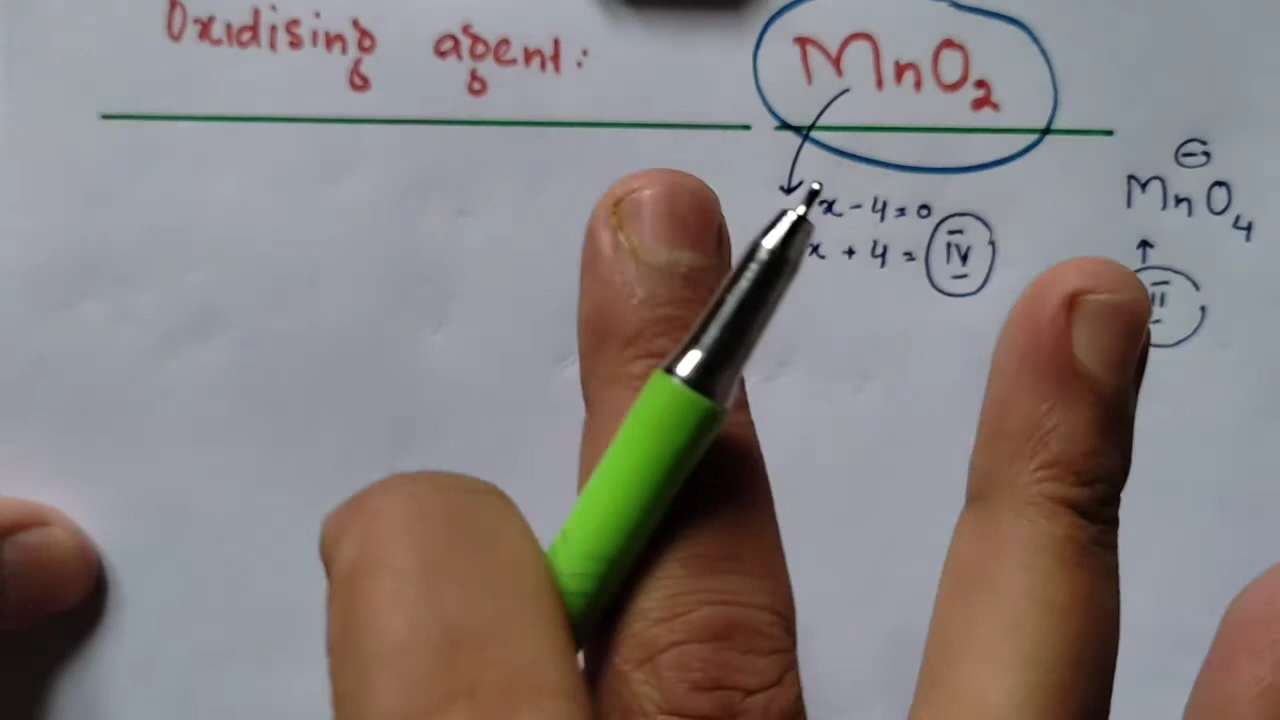 Oxidising agent: MnO₂
x - 4 = 0
x + 4 = IV
MnO₄⊖